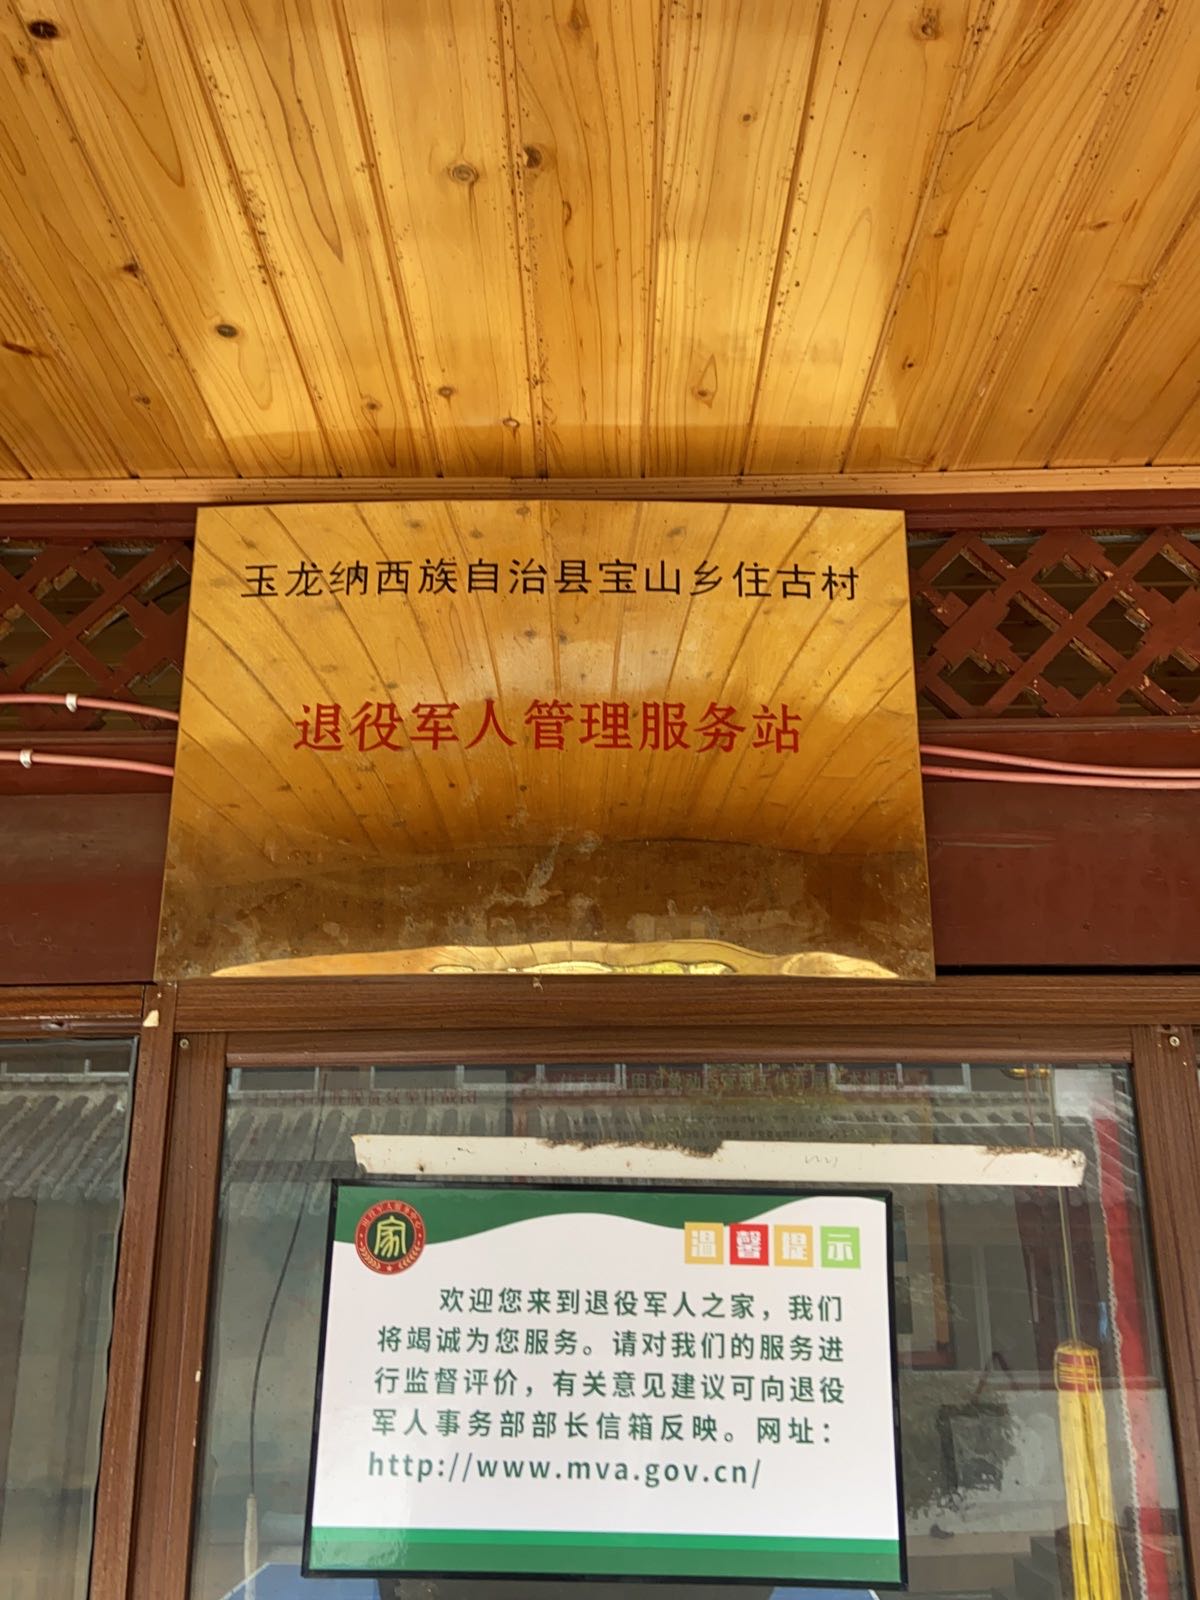 玉龙纳西族自治县宝山乡住古村
退役军人管理服务站
家
温馨提示
欢迎您来到退役军人之家，我们
将竭诚为您服务。请对我们的服务进
行监督评价，有关意见建议可向退役
军人事务部部长信箱反映。网址：
http://www.mva.gov.cn/